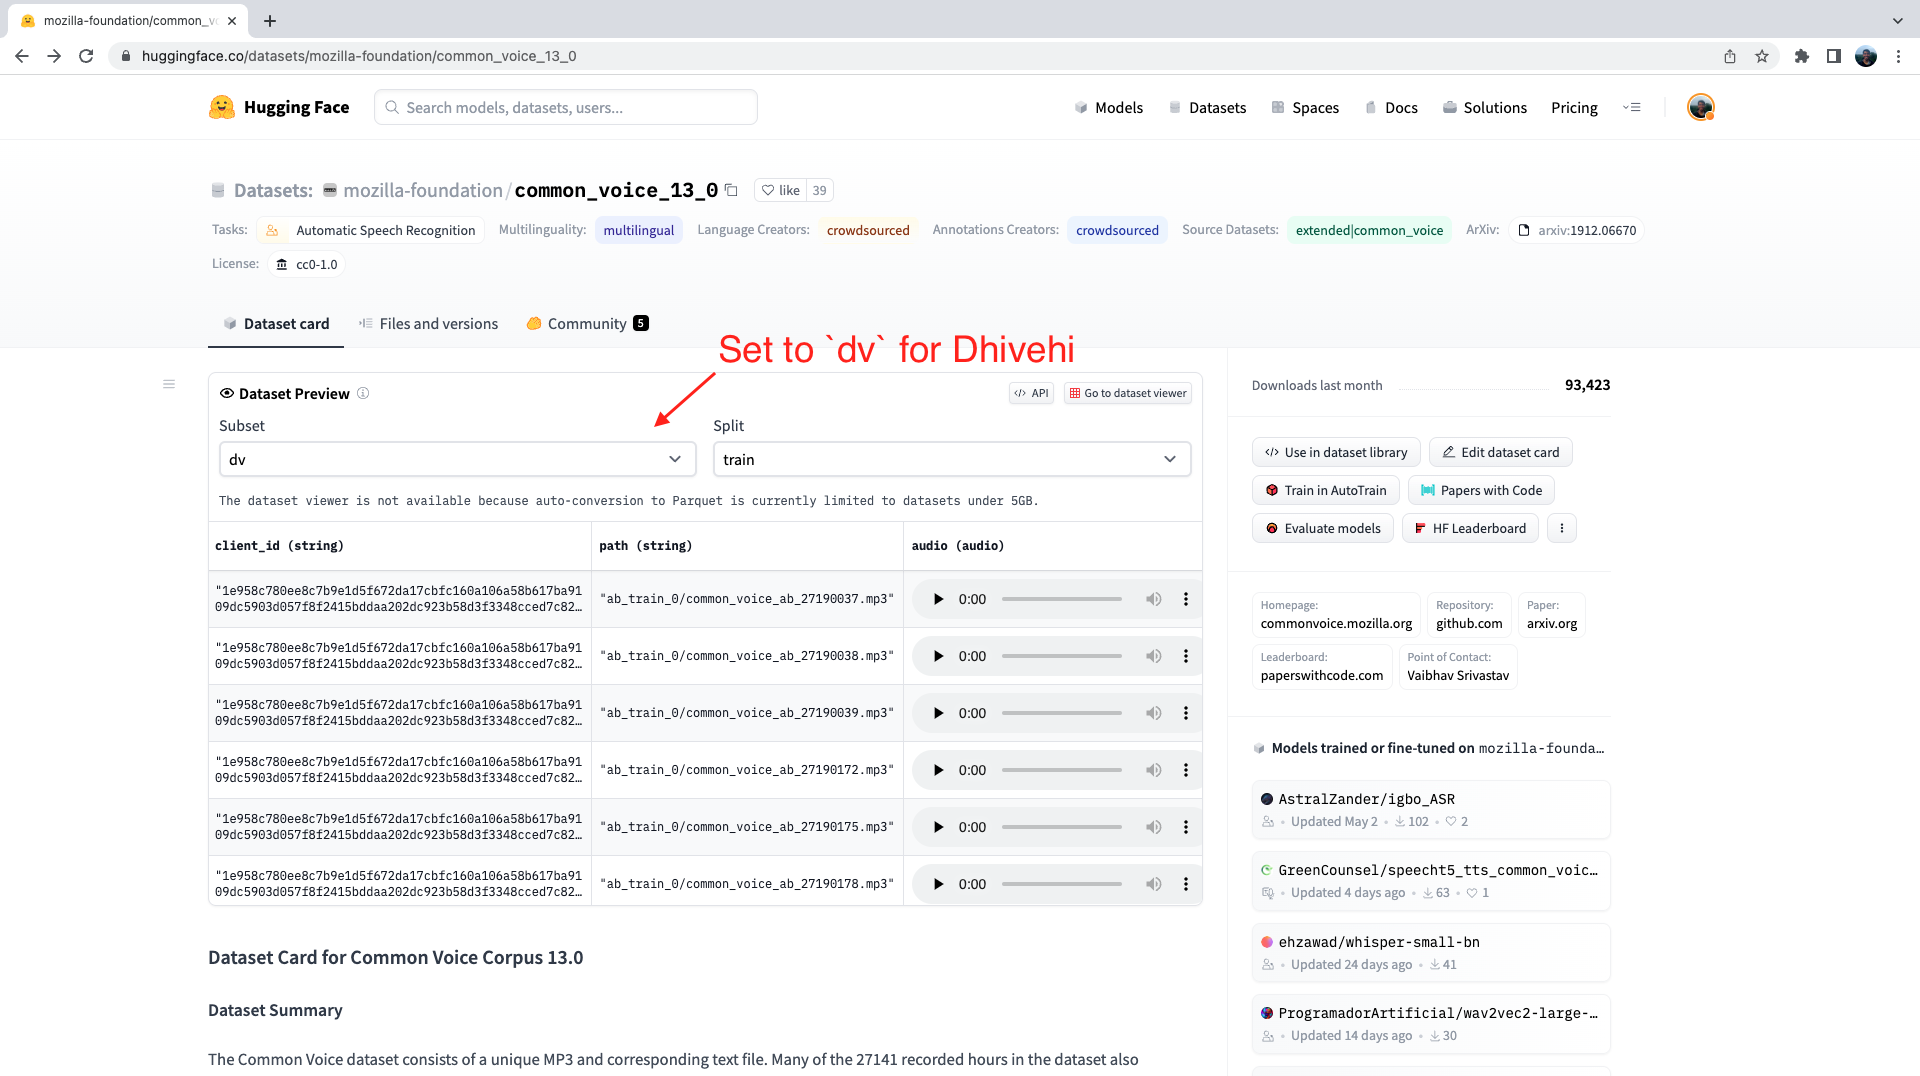 mozilla-foundation/common_v
huggingface.co/datasets/mozilla-foundation/common_voice_13_0
Hugging Face
Search models, datasets, users...
Models
Datasets
Spaces
Docs
Solutions
Pricing
Datasets: mozilla-foundation/common_voice_13_0
like 39
Tasks: Automatic Speech Recognition Multilinguality: multilingual Language Creators: crowdsourced Annotations Creators: crowdsourced Source Datasets: extended|common_voice ArXiv: arxiv:1912.06670
License: cc0-1.0
Dataset card
Files and versions
Community 5
Set to `dv` for Dhivehi
Dataset Preview
API
Go to dataset viewer
Subset
Split
dv
train
The dataset viewer is not available because auto-conversion to Parquet is currently limited to datasets under 5GB.
client_id (string)
path (string)
audio (audio)
"1e958c780ee8c7b9e1d5f672da17cbfc160a106a58b617ba91
09dc5903d057f8f2415bddaa202dc923b58d3f3348cced7c82…
"ab_train_0/common_voice_ab_27190037.mp3"
0:00
"1e958c780ee8c7b9e1d5f672da17cbfc160a106a58b617ba91
09dc5903d057f8f2415bddaa202dc923b58d3f3348cced7c82…
"ab_train_0/common_voice_ab_27190038.mp3"
0:00
"1e958c780ee8c7b9e1d5f672da17cbfc160a106a58b617ba91
09dc5903d057f8f2415bddaa202dc923b58d3f3348cced7c82…
"ab_train_0/common_voice_ab_27190039.mp3"
0:00
"1e958c780ee8c7b9e1d5f672da17cbfc160a106a58b617ba91
09dc5903d057f8f2415bddaa202dc923b58d3f3348cced7c82…
"ab_train_0/common_voice_ab_27190172.mp3"
0:00
"1e958c780ee8c7b9e1d5f672da17cbfc160a106a58b617ba91
09dc5903d057f8f2415bddaa202dc923b58d3f3348cced7c82…
"ab_train_0/common_voice_ab_27190175.mp3"
0:00
"1e958c780ee8c7b9e1d5f672da17cbfc160a106a58b617ba91
09dc5903d057f8f2415bddaa202dc923b58d3f3348cced7c82…
"ab_train_0/common_voice_ab_27190178.mp3"
0:00
Dataset Card for Common Voice Corpus 13.0
Dataset Summary
The Common Voice dataset consists of a unique MP3 and corresponding text file. Many of the 27141 recorded hours in the dataset also
Downloads last month 93,423
Use in dataset library
Edit dataset card
Train in AutoTrain
Papers with Code
Evaluate models
HF Leaderboard
Homepage:
commonvoice.mozilla.org
Repository:
github.com
Paper:
arxiv.org
Leaderboard:
paperswithcode.com
Point of Contact:
Vaibhav Srivastav
Models trained or fine-tuned on mozilla-founda…
AstralZander/igbo_ASR
Updated May 2 • 102 • 2
GreenCounsel/speecht5_tts_common_voic…
Updated 4 days ago • 63 • 1
ehzawad/whisper-small-bn
Updated 24 days ago • 41
ProgramadorArtificial/wav2vec2-large-…
Updated 14 days ago • 30